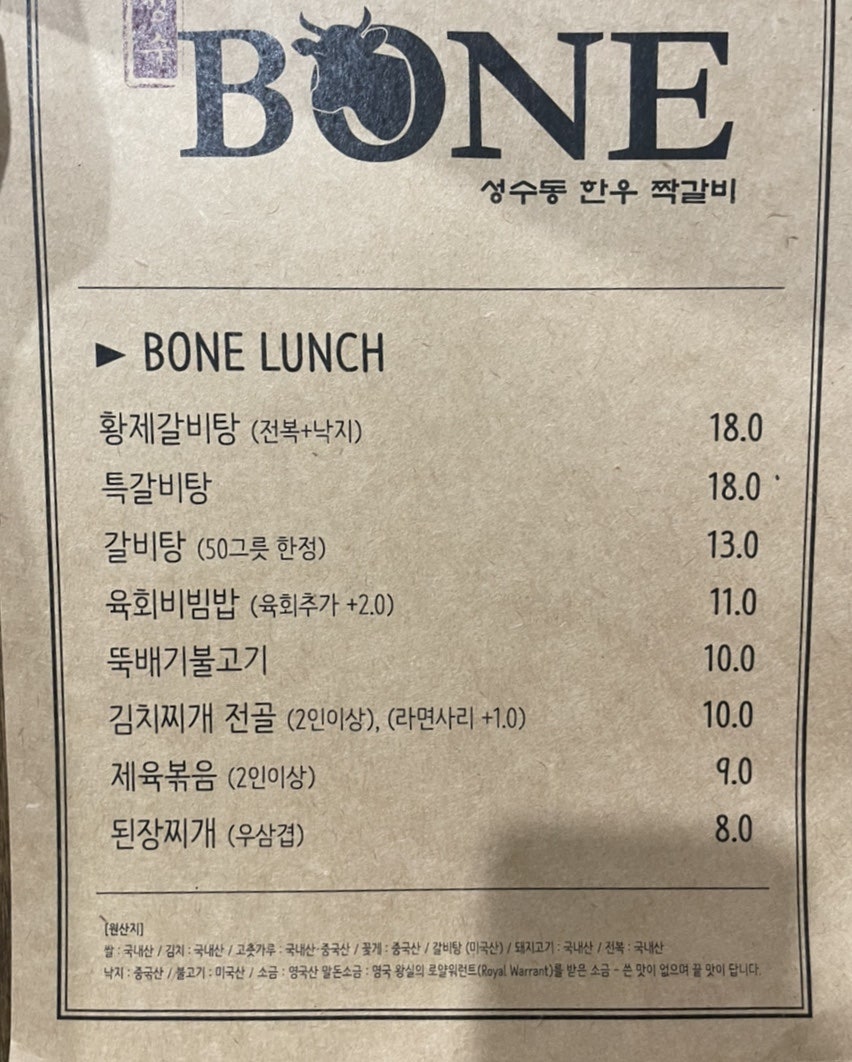 BONE
성수동 한우 짝갈비
► BONE LUNCH
황제갈비탕 (전복+낙지) 18.0
특갈비탕 18.0
갈비탕 (50그릇 한정) 13.0
육회비빔밥 (육회추가 +2.0) 11.0
뚝배기불고기 10.0
김치찌개 전골 (2인이상), (라면사리 +1.0) 10.0
제육볶음 (2인이상) 9.0
된장찌개 (우삼겹) 8.0
[원산지]
쌀 : 국내산 / 김치 : 국내산 / 고춧가루 : 국내산·중국산 / 꽃게 : 중국산 / 갈비탕 (미국산) / 돼지고기 : 국내산 / 전복 : 국내산
낙지 : 중국산 / 불고기 : 미국산 / 소금 : 영국산 말돈소금 : 영국 왕실의 로얄워런트(Royal Warrant)를 받은 소금 - 쓴 맛이 없으며 끝 맛이 답니다.